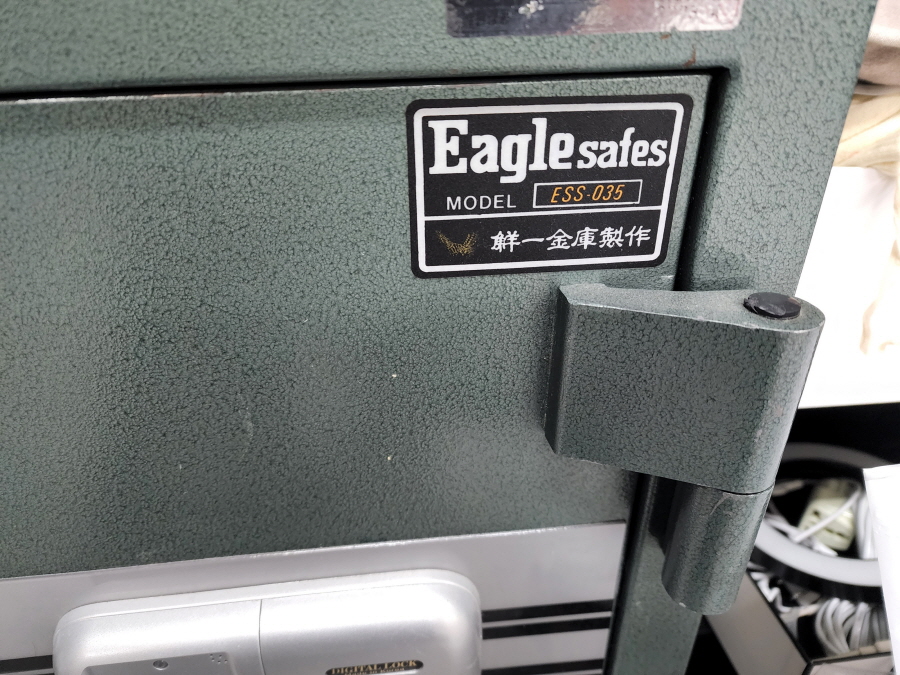 Eagle safes
MODEL ESS-035
鮮一金庫製作
DIGITAL LOCK